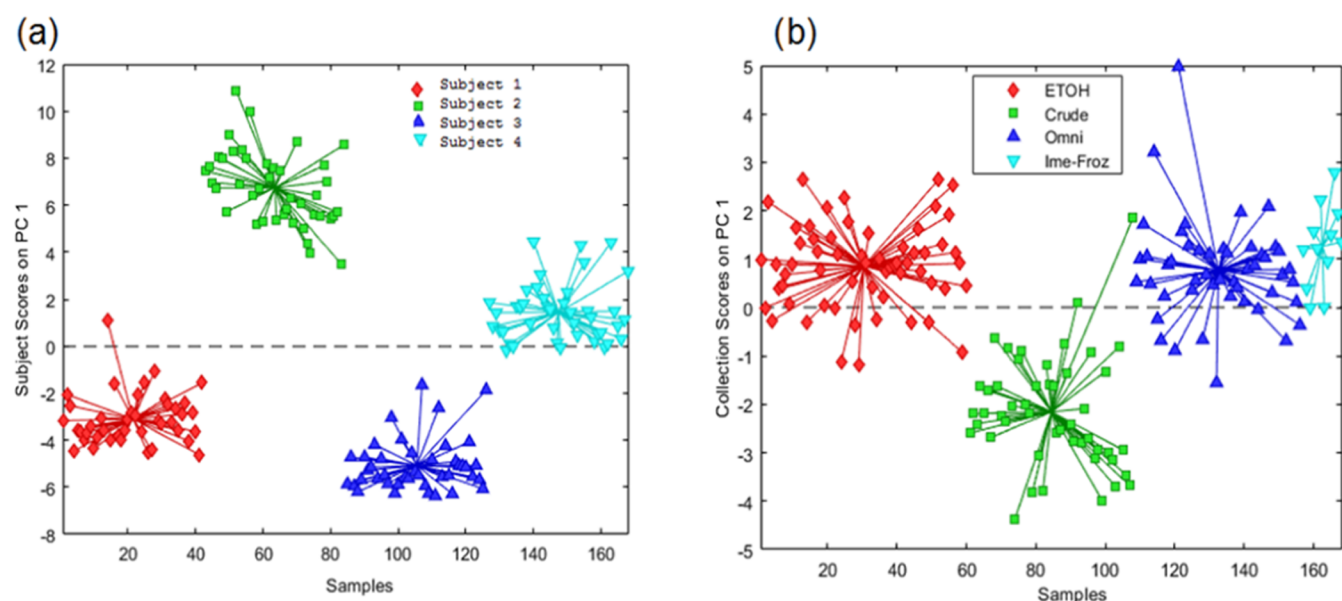 (a)
12
10
8
6
4
2
0
-2
-4
-6
-8
Subject Scores on PC 1
Subject 1
Subject 2
Subject 3
Subject 4
20 40 60 80 100 120 140 160
Samples
(b)
5
4
3
2
1
0
-1
-2
-3
-4
-5
Collection Scores on PC 1
ETOH
Crude
Omni
Ime-Froz
20 40 60 80 100 120 140 160
Samples